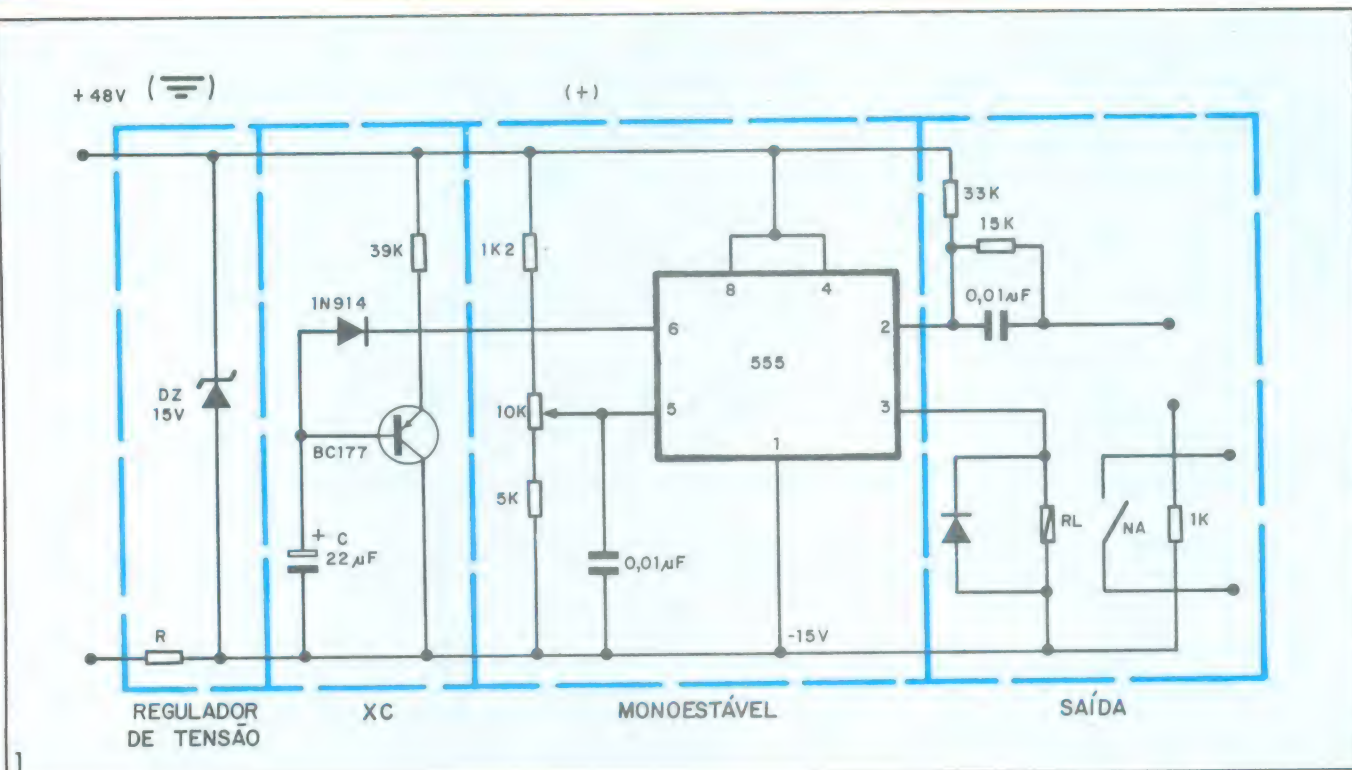 + 48V
(+)
33K
15K
39K
1K2
0,01µF
1N914
8
4
6
2
555
DZ
15V
10K
5
3
BC177
1
5K
+ C
22µF
0,01µF
RL
NA
1K
-15V
R
REGULADOR
DE TENSÃO
XC
MONOESTÁVEL
SAÍDA
1